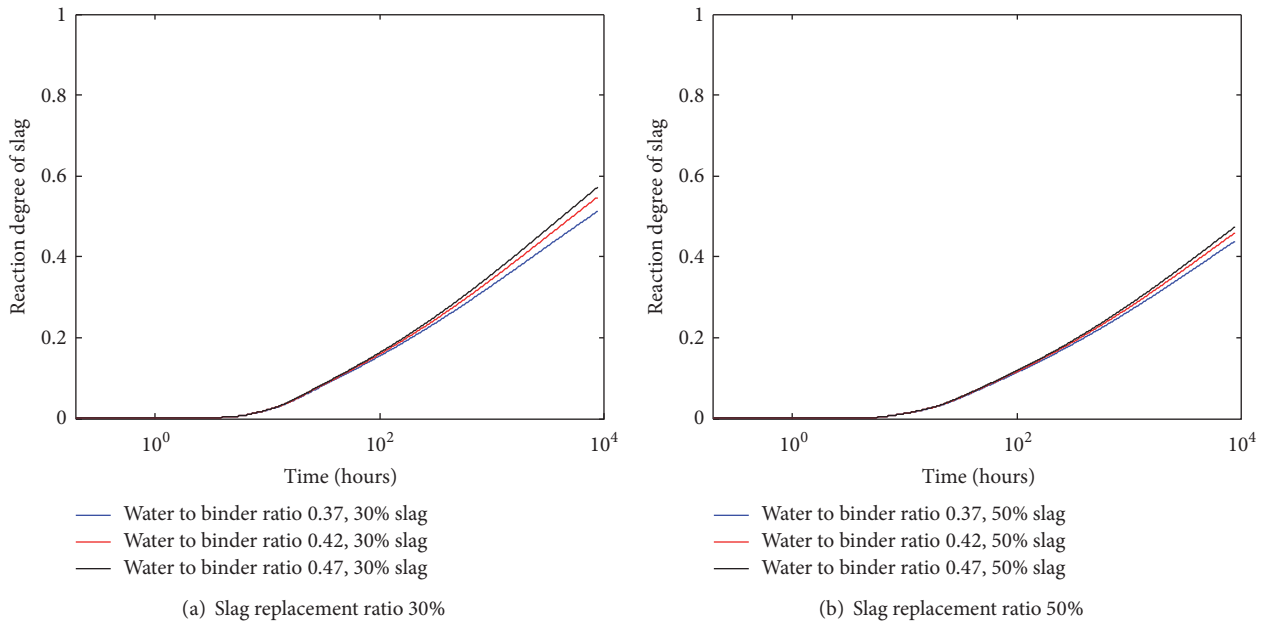 1
0.8
0.6
0.4
0.2
0
Reaction degree of slag
10^0
10^2
10^4
Time (hours)
Water to binder ratio 0.37, 30% slag
Water to binder ratio 0.42, 30% slag
Water to binder ratio 0.47, 30% slag
(a) Slag replacement ratio 30%
1
0.8
0.6
0.4
0.2
0
Reaction degree of slag
10^0
10^2
10^4
Time (hours)
Water to binder ratio 0.37, 50% slag
Water to binder ratio 0.42, 50% slag
Water to binder ratio 0.47, 50% slag
(b) Slag replacement ratio 50%